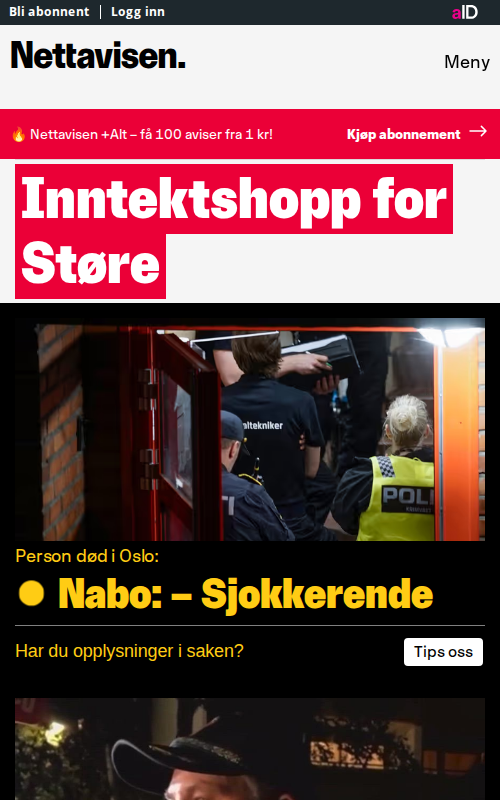 Bli abonnent | Logg inn
aID
Nettavisen.
Meny
🔥 Nettavisen +Alt – få 100 aviser fra 1 kr!
Kjøp abonnement →
Inntektshopp for
Støre
altekniker
POLI
Person død i Oslo:
Nabo: – Sjokkerende
Har du opplysninger i saken?
Tips oss